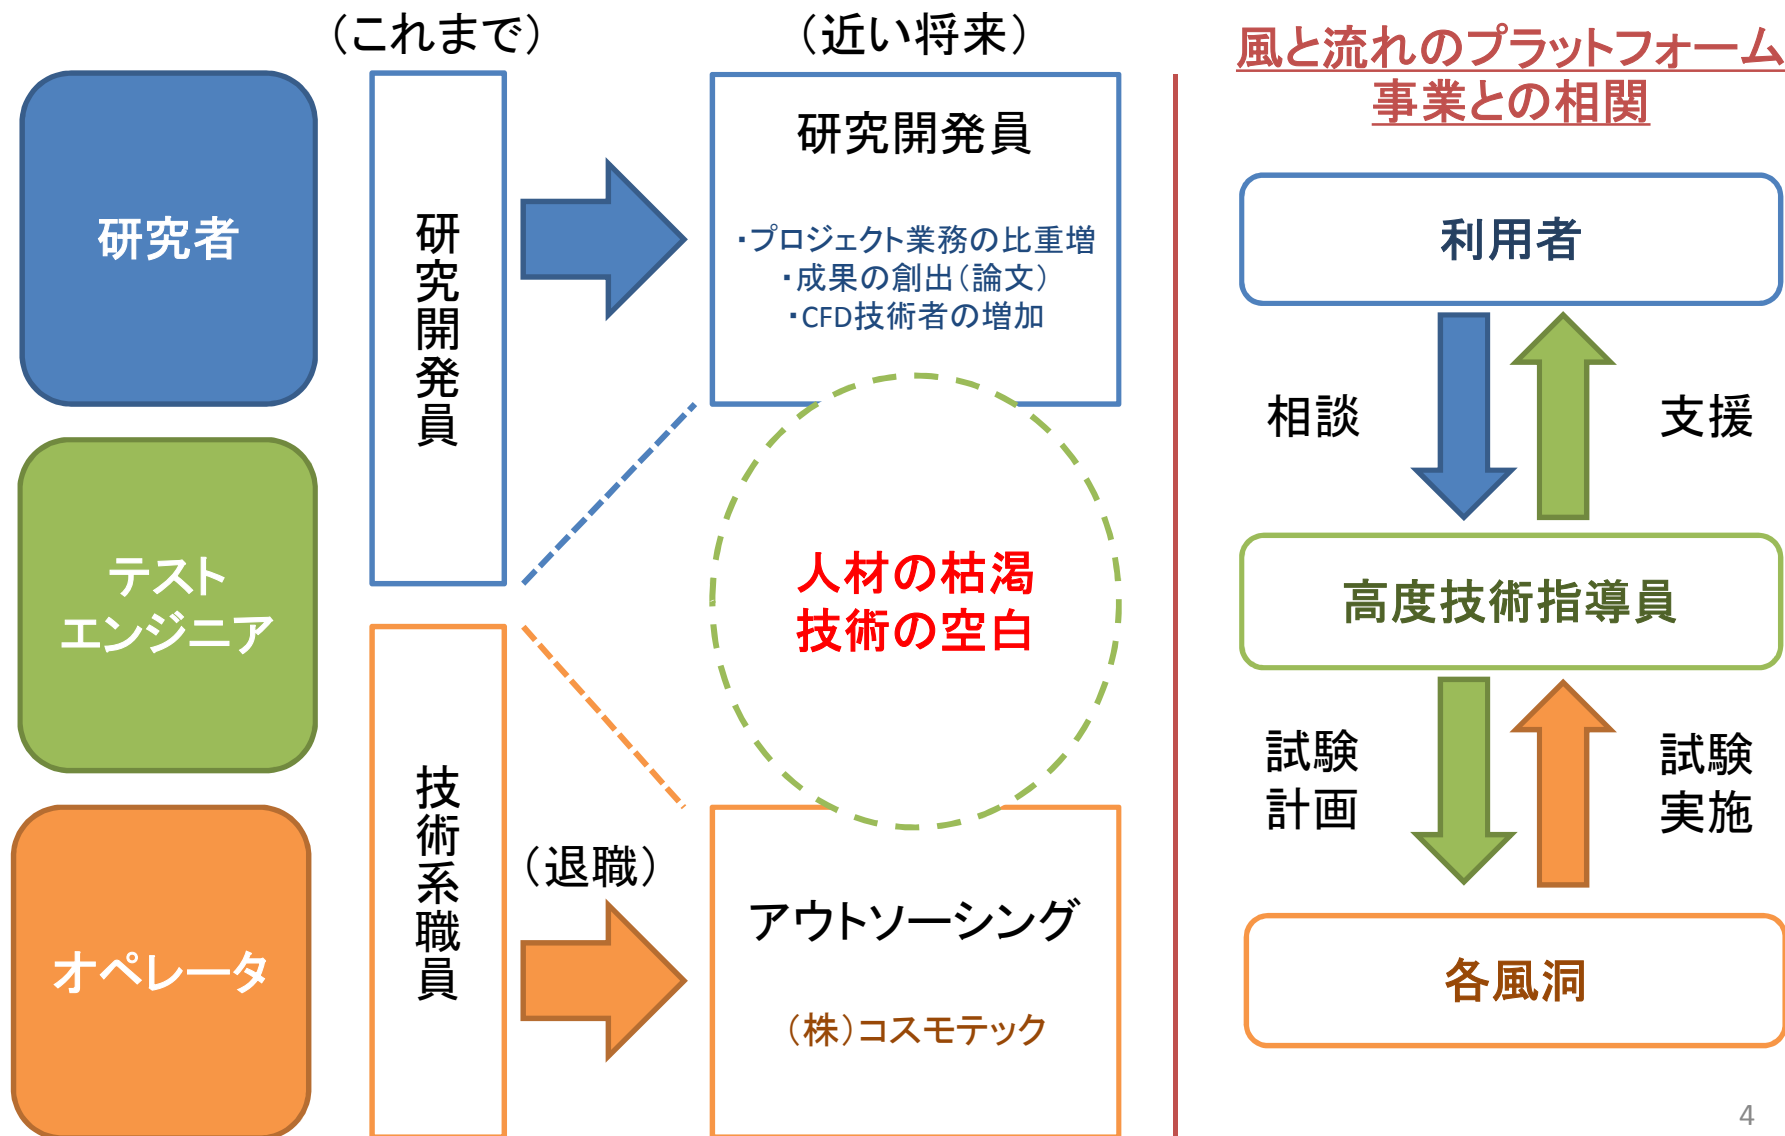 （これまで）
（近い将来）
研究者
テスト
エンジニア
オペレータ
研究開発員
技術系職員
（退職）
研究開発員
・プロジェクト業務の比重増
・成果の創出（論文）
・CFD技術者の増加
人材の枯渇
技術の空白
アウトソーシング
（株）コスモテック
風と流れのプラットフォーム
事業との相関
利用者
相談
支援
高度技術指導員
試験
計画
試験
実施
各風洞
4